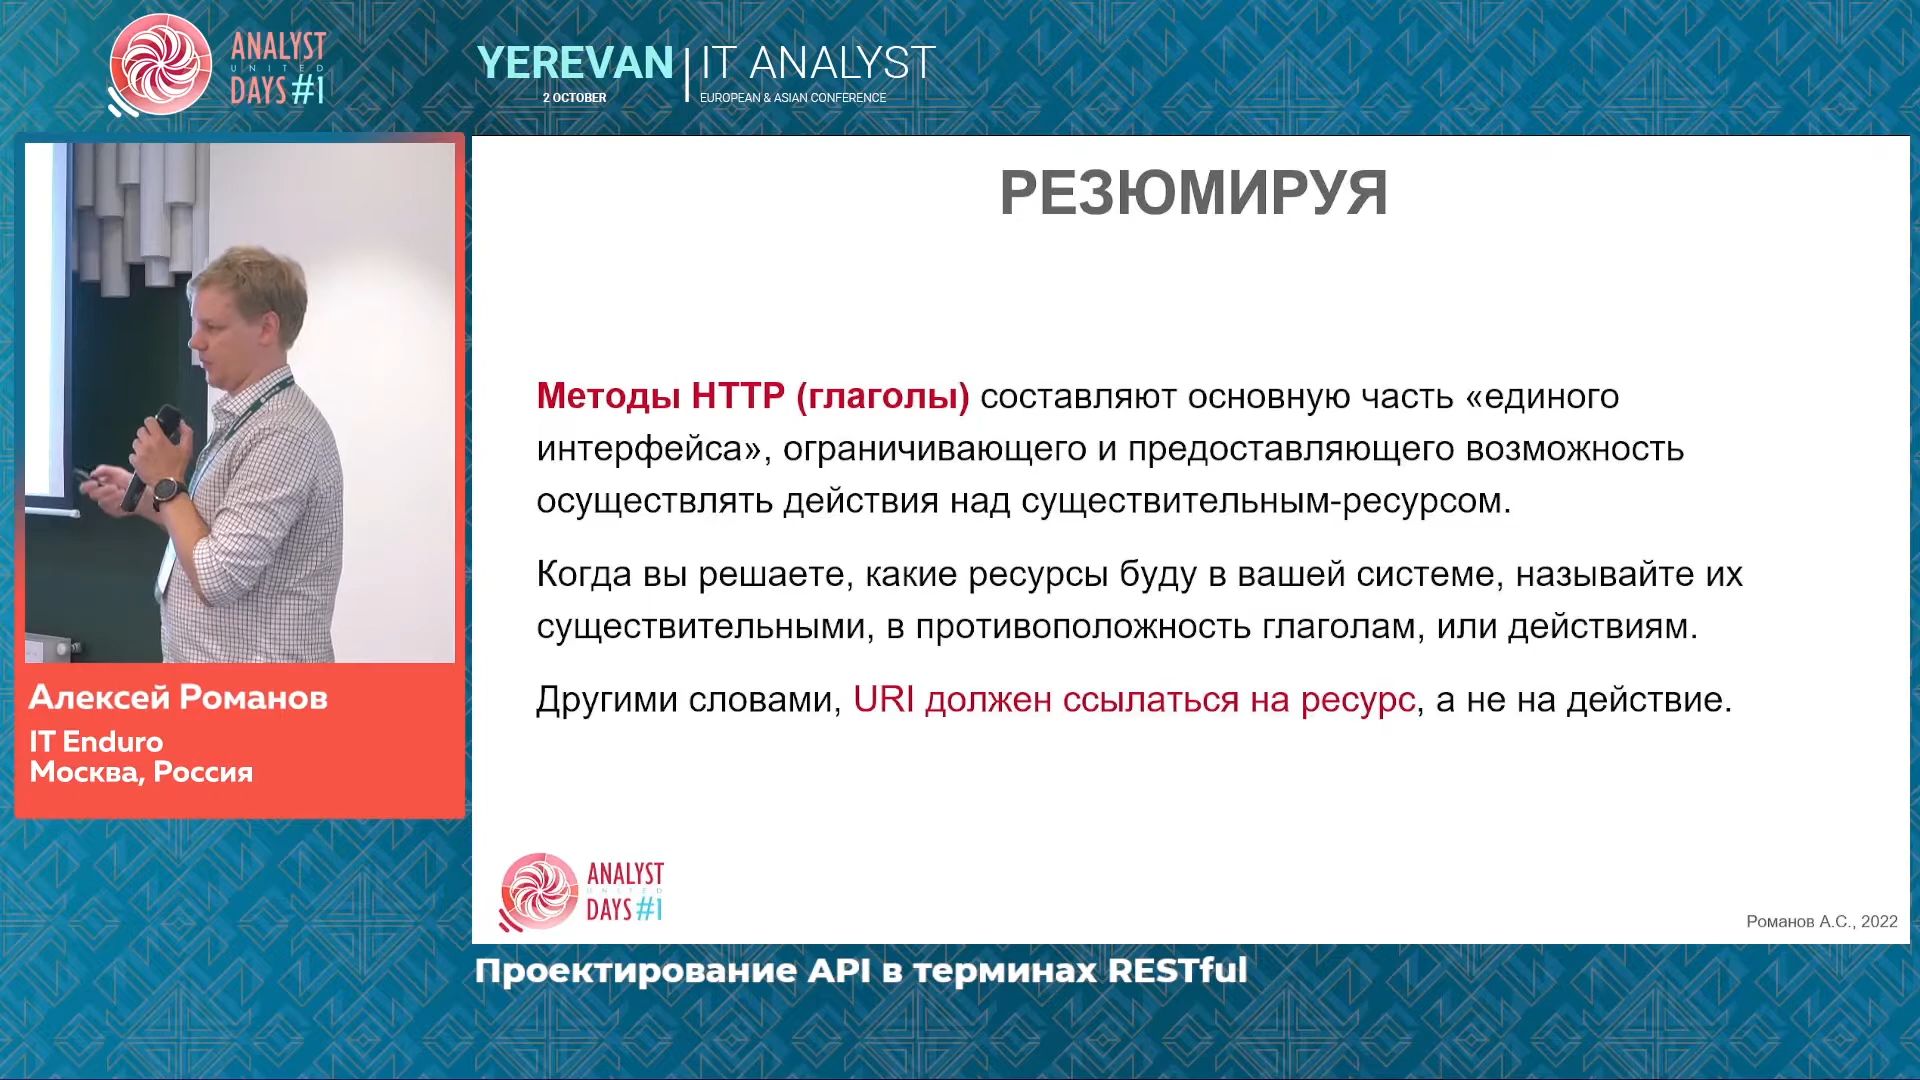 ANALYST
UNITED
DAYS #1
YEREVAN
2 OCTOBER
IT ANALYST
EUROPEAN & ASIAN CONFERENCE
РЕЗЮМИРУЯ
Методы HTTP (глаголы) составляют основную часть «единого
интерфейса», ограничивающего и предоставляющего возможность
осуществлять действия над существительным-ресурсом.
Когда вы решаете, какие ресурсы буду в вашей системе, называйте их
существительными, в противоположность глаголам, или действиям.
Другими словами, URI должен ссылаться на ресурс, а не на действие.
Алексей Романов
IT Enduro
Москва, Россия
ANALYST
UNITED
DAYS #1
Романов А.С., 2022
Проектирование API в терминах RESTful